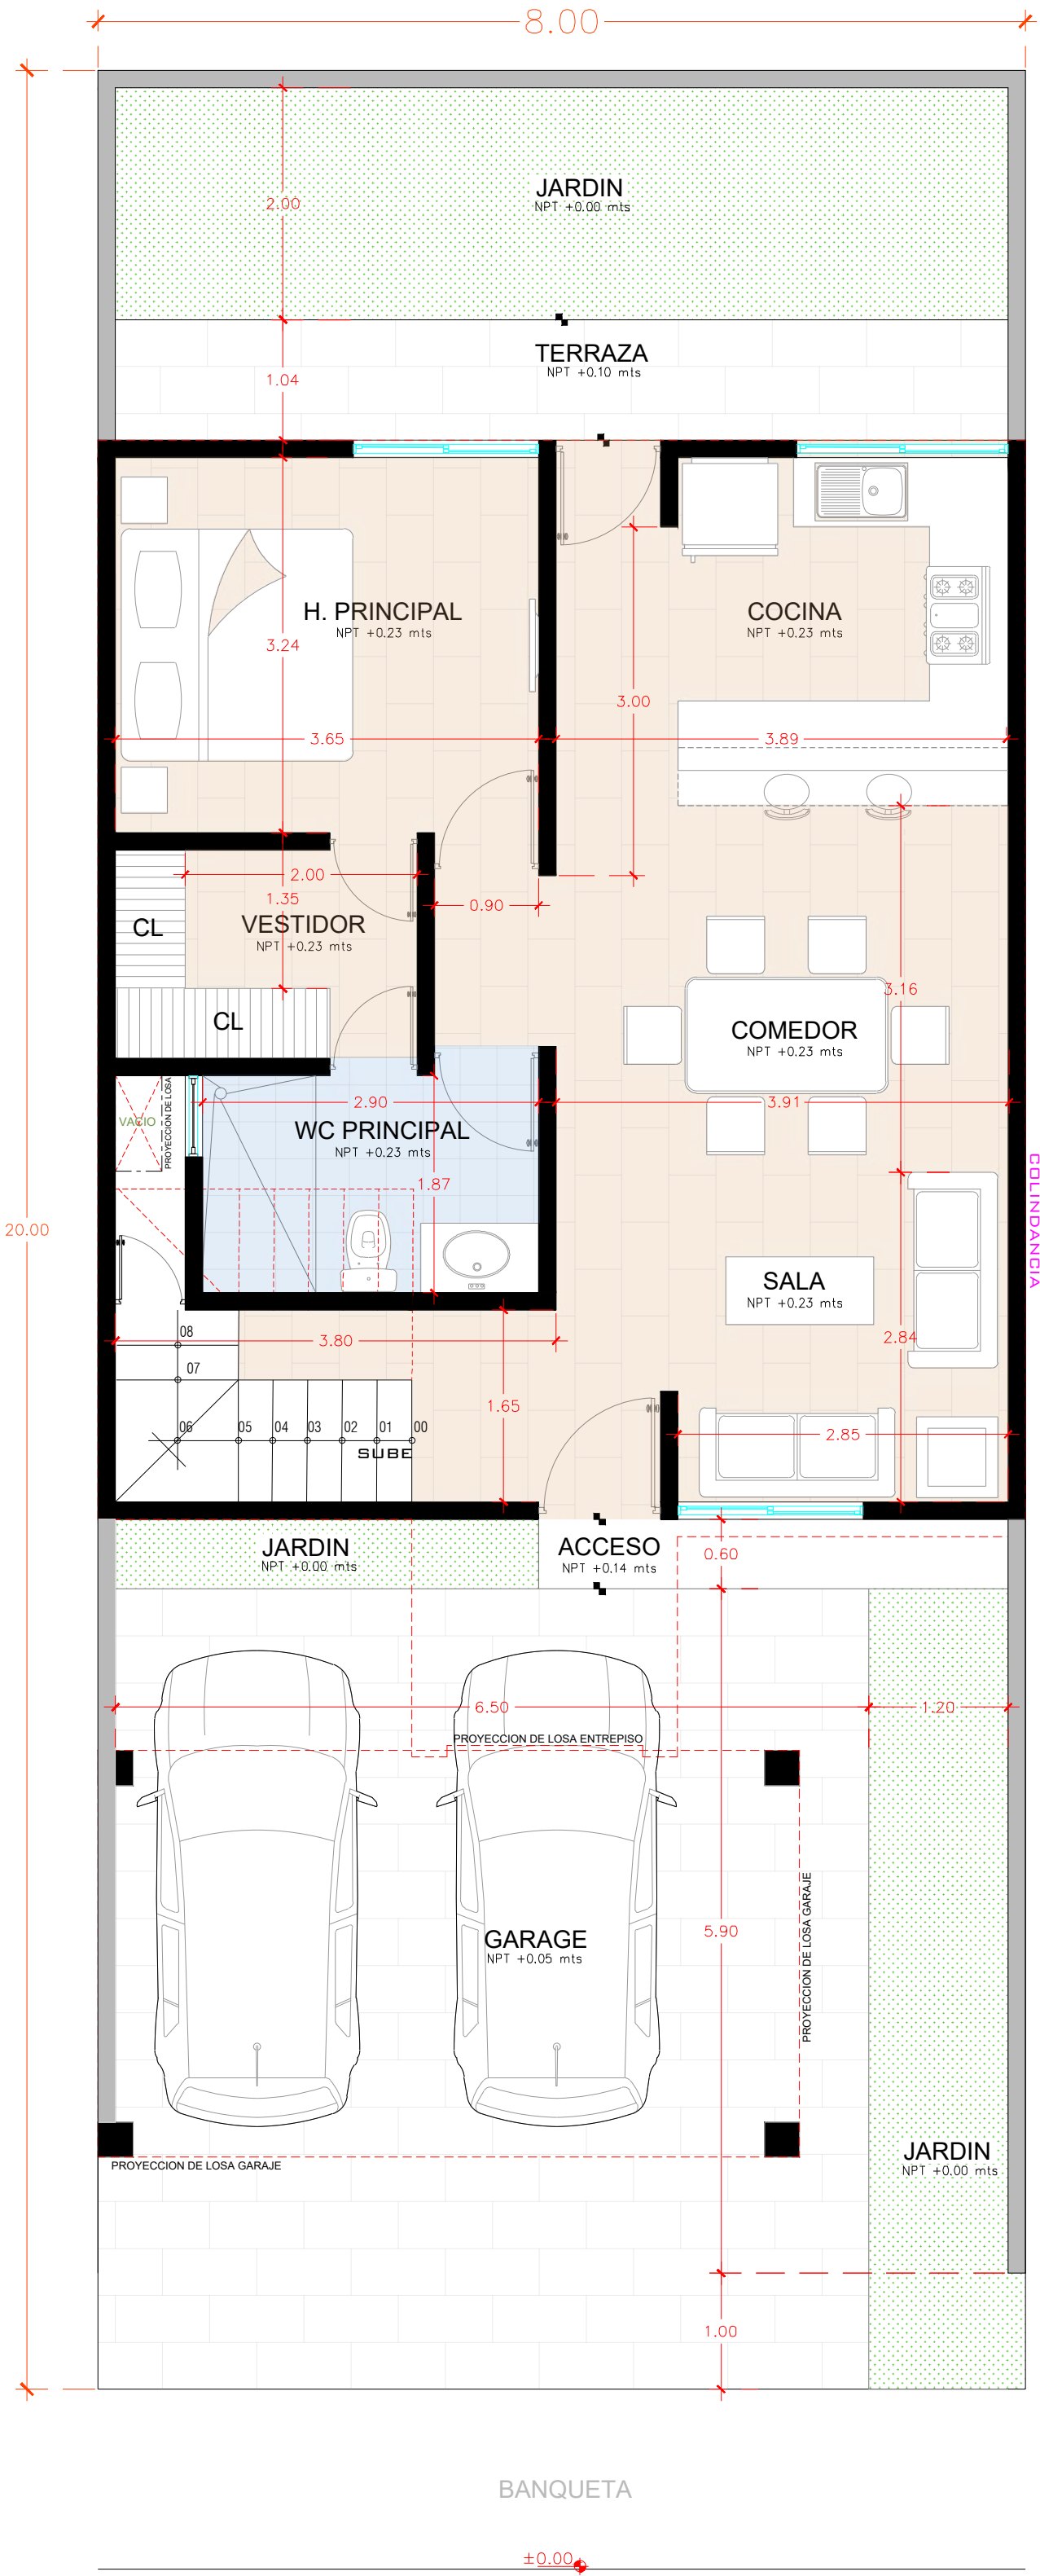 8.00
2.00
JARDIN
NPT +0.00 mts
TERRAZA
NPT +0.10 mts
1.04
H. PRINCIPAL
NPT +0.23 mts
COCINA
NPT +0.23 mts
3.24
3.00
3.65
3.89
2.00
1.35
0.90
CL
VESTIDOR
NPT +0.23 mts
CL
3.16
COMEDOR
NPT +0.23 mts
VACIO
PROYECCION DE LOSA
2.90
3.91
WC PRINCIPAL
NPT +0.23 mts
1.87
COLINDANCIA
20.00
SALA
NPT +0.23 mts
08
3.80
2.84
07
1.65
06
05
04
03
02
01
00
SUBE
2.85
JARDIN
NPT +0.00 mts
ACCESO
NPT +0.14 mts
0.60
6.50
1.20
PROYECCION DE LOSA ENTREPISO
PROYECCION DE LOSA GARAJE
5.90
GARAGE
NPT +0.05 mts
JARDIN
NPT +0.00 mts
PROYECCION DE LOSA GARAJE
1.00
BANQUETA
±0.00